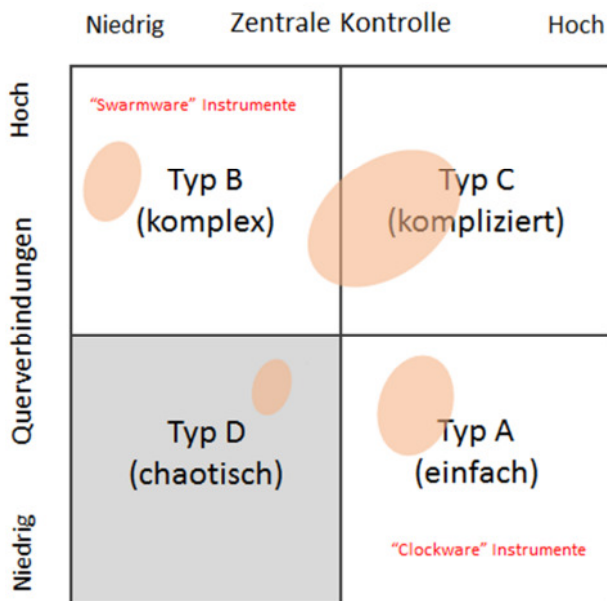 Niedrig Zentrale Kontrolle Hoch
Hoch
Querverbindungen
Niedrig
"Swarmware" Instrumente
Typ B
(komplex)
Typ C
(kompliziert)
Typ D
(chaotisch)
Typ A
(einfach)
"Clockware" Instrumente